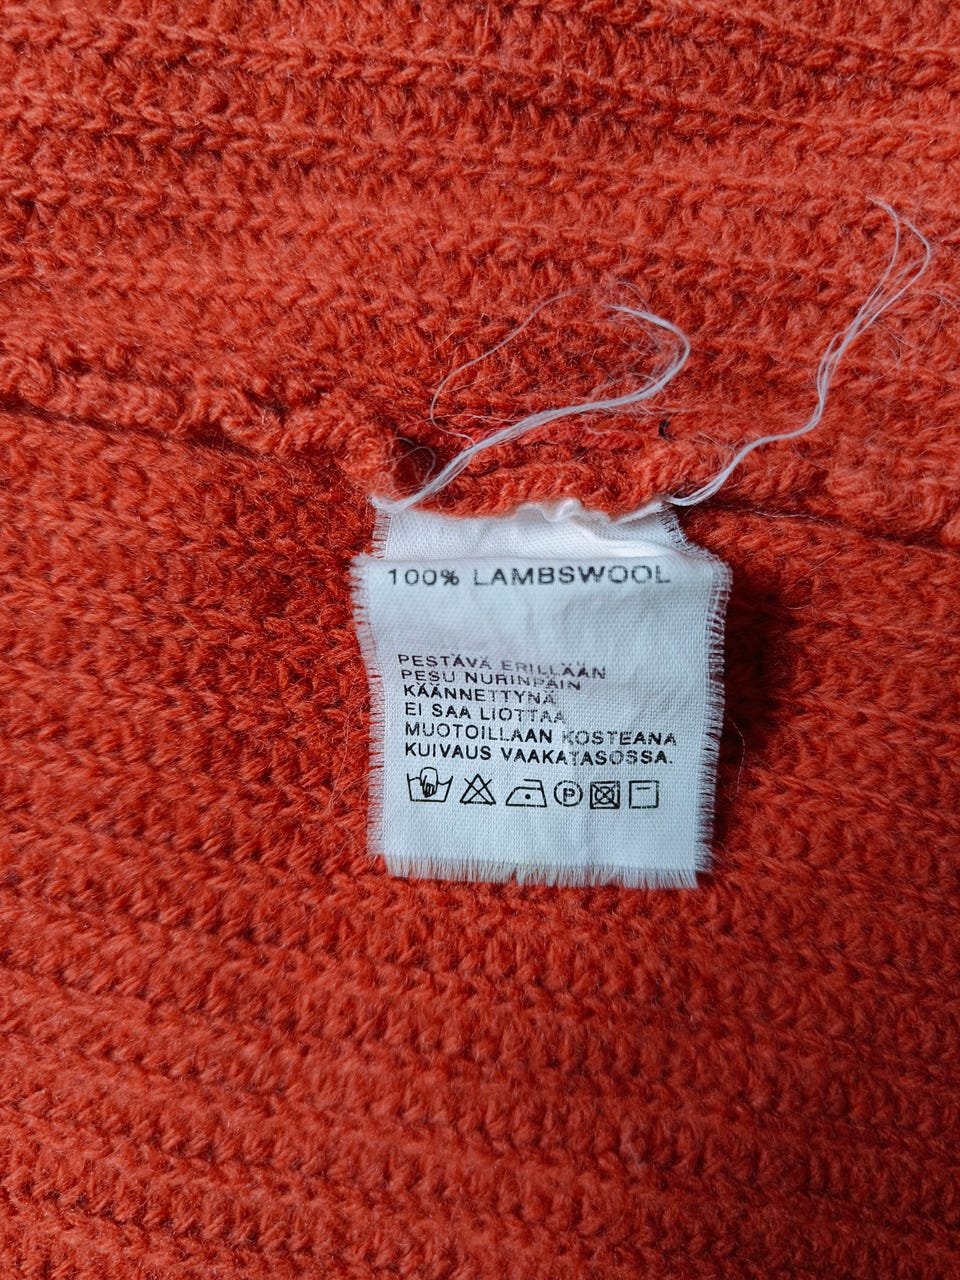 100% LAMBSWOOL
PESTÄVÄ ERILLÄÄN
PESU NURINPÄIN
KÄÄNNETTYNÄ
EI SAA LIOTTAA
MUOTOILLAAN KOSTEANA
KUIVAUS VAAKATASOSSA.
P